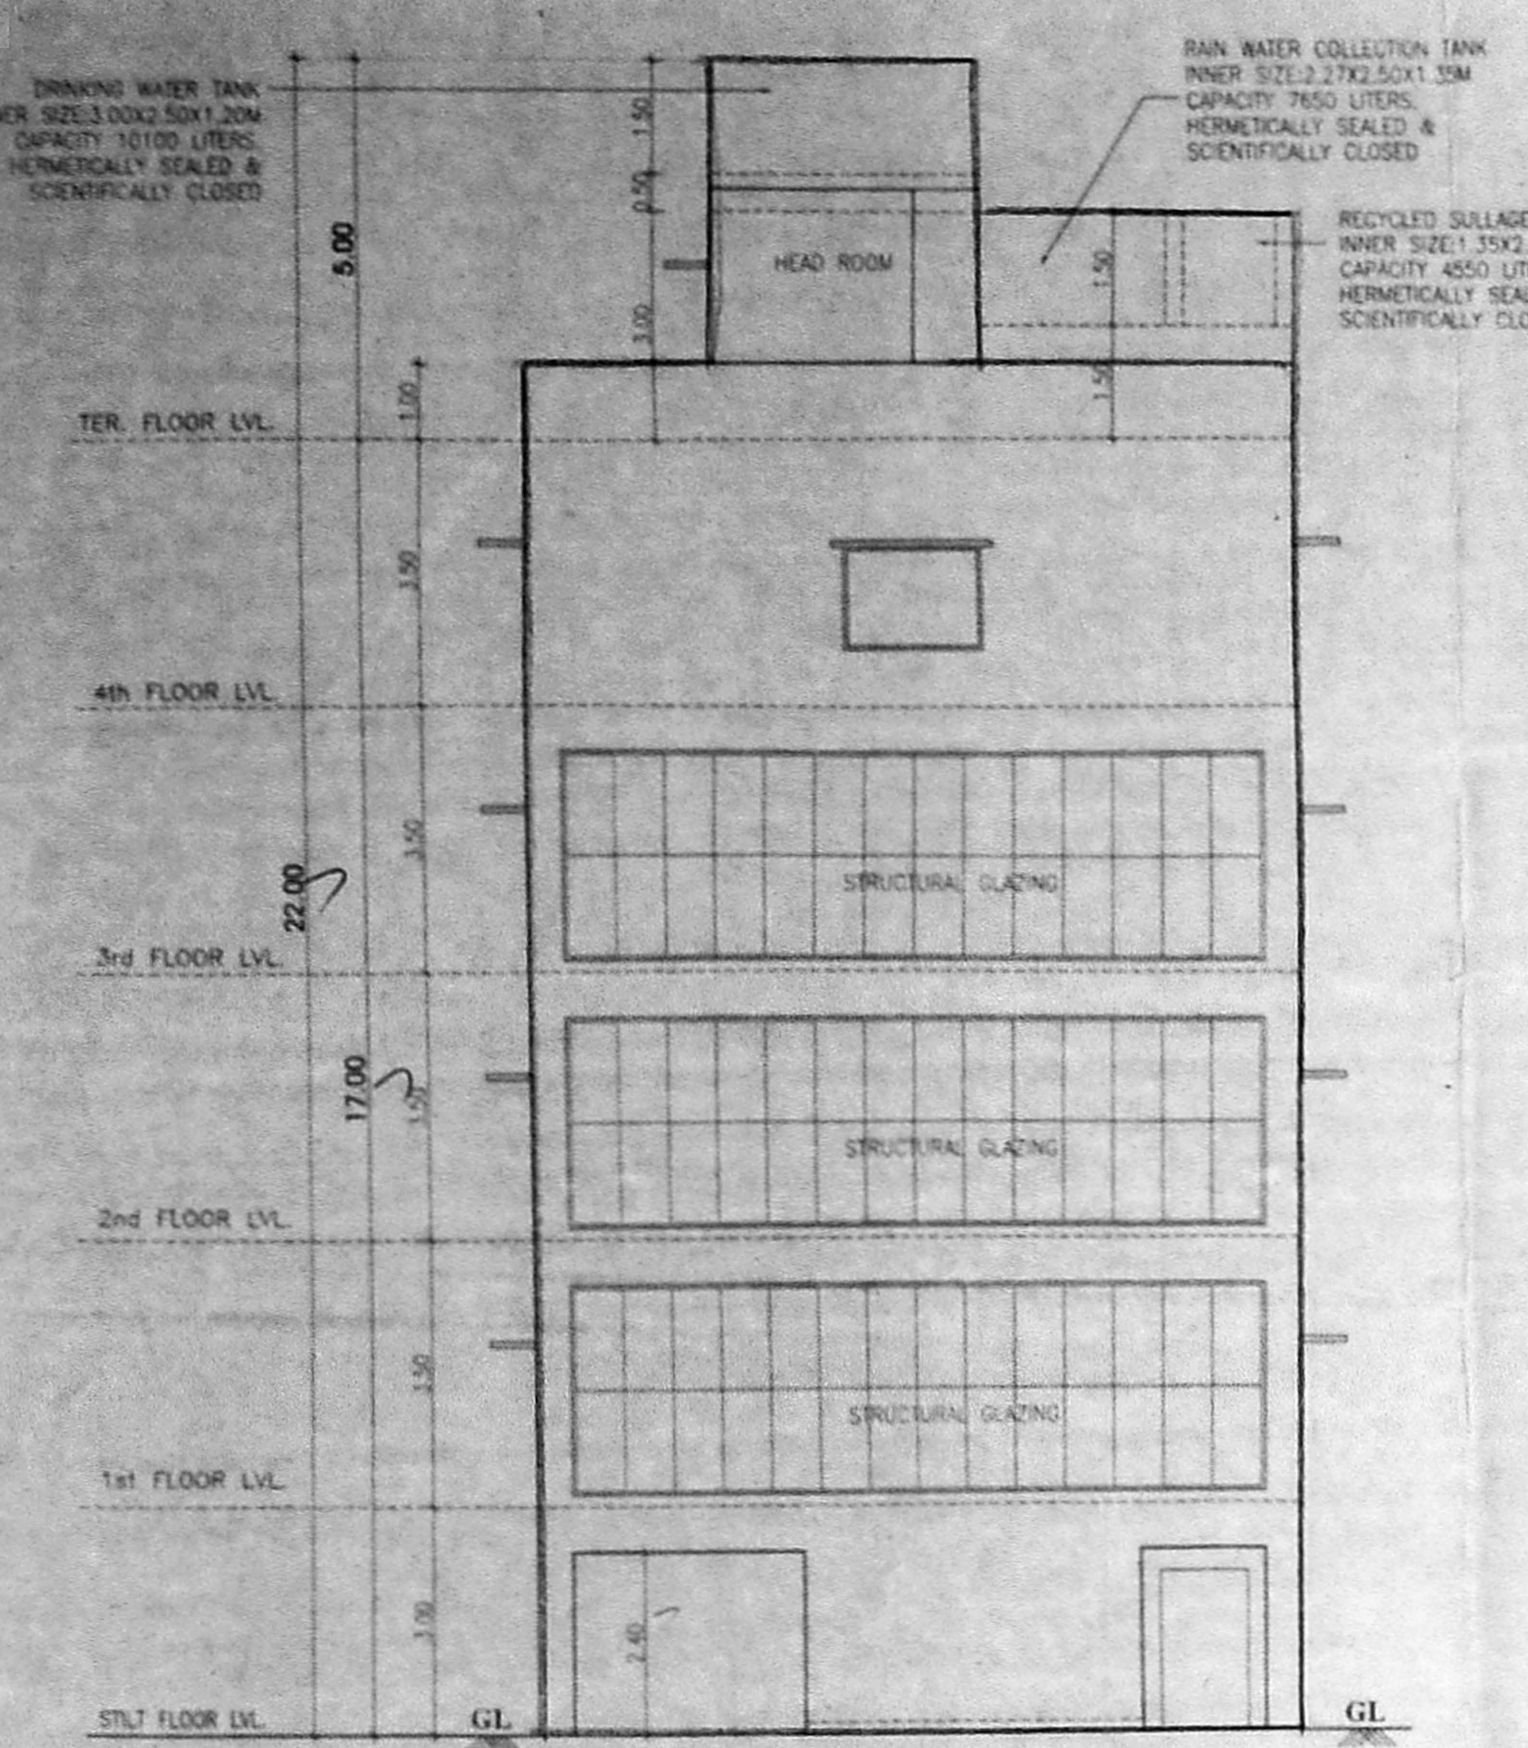 DRINKING WATER TANK
SIZE:3.00X2.50X1.20M
CAPACITY 10100 LITERS.
HERMETICALLY SEALED &
SCIENTIFICALLY CLOSED
RAIN WATER COLLECTION TANK
INNER SIZE:2.27X2.50X1.35M
CAPACITY 7650 LITERS.
HERMETICALLY SEALED &
SCIENTIFICALLY CLOSED
RECYCLED SULLAGE
INNER SIZE:1.35X2
CAPACITY 4550
HERMETICALLY
SCIENTIFICALLY
1.50
0.50
5.00
HEAD ROOM
1.50
3.00
1.00
1.50
TER. FLOOR LVL.
3.50
4th FLOOR LVL.
3.50
STRUCTURAL GLAZING
22.00
3rd FLOOR LVL.
17.00
3.50
STRUCTURAL GLAZING
2nd FLOOR LVL.
3.50
STRUCTURAL GLAZING
1st FLOOR LVL.
3.00
2.40
STILT FLOOR LVL.
GL
GL